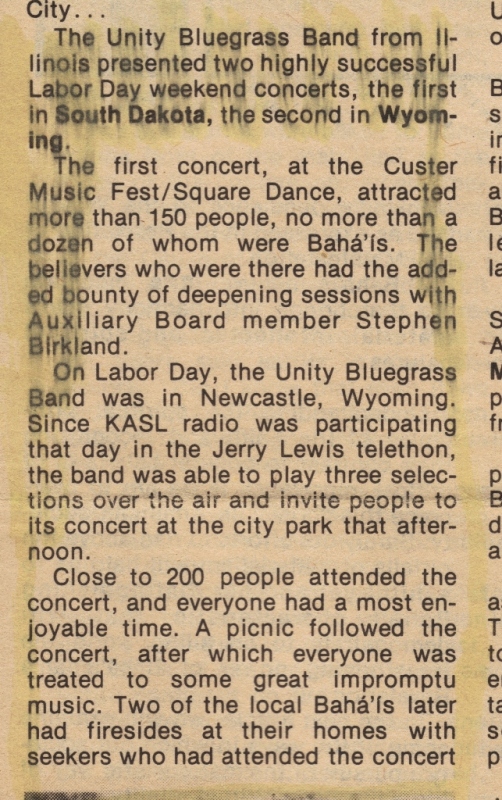 City...
The Unity Bluegrass Band from Il-
linois presented two highly successful
Labor Day weekend concerts, the first
in South Dakota, the second in Wyom-
ing.
The first concert, at the Custer
Music Fest/Square Dance, attracted
more than 150 people, no more than a
dozen of whom were Bahá'ís. The
believers who were there had the add-
ed bounty of deepening sessions with
Auxiliary Board member Stephen
Birkland.
On Labor Day, the Unity Bluegrass
Band was in Newcastle, Wyoming.
Since KASL radio was participating
that day in the Jerry Lewis telethon,
the band was able to play three selec-
tions over the air and invite people to
its concert at the city park that after-
noon.
Close to 200 people attended the
concert, and everyone had a most en-
joyable time. A picnic followed the
concert, after which everyone was
treated to some great impromptu
music. Two of the local Bahá'ís later
had firesides at their homes with
seekers who had attended the concert